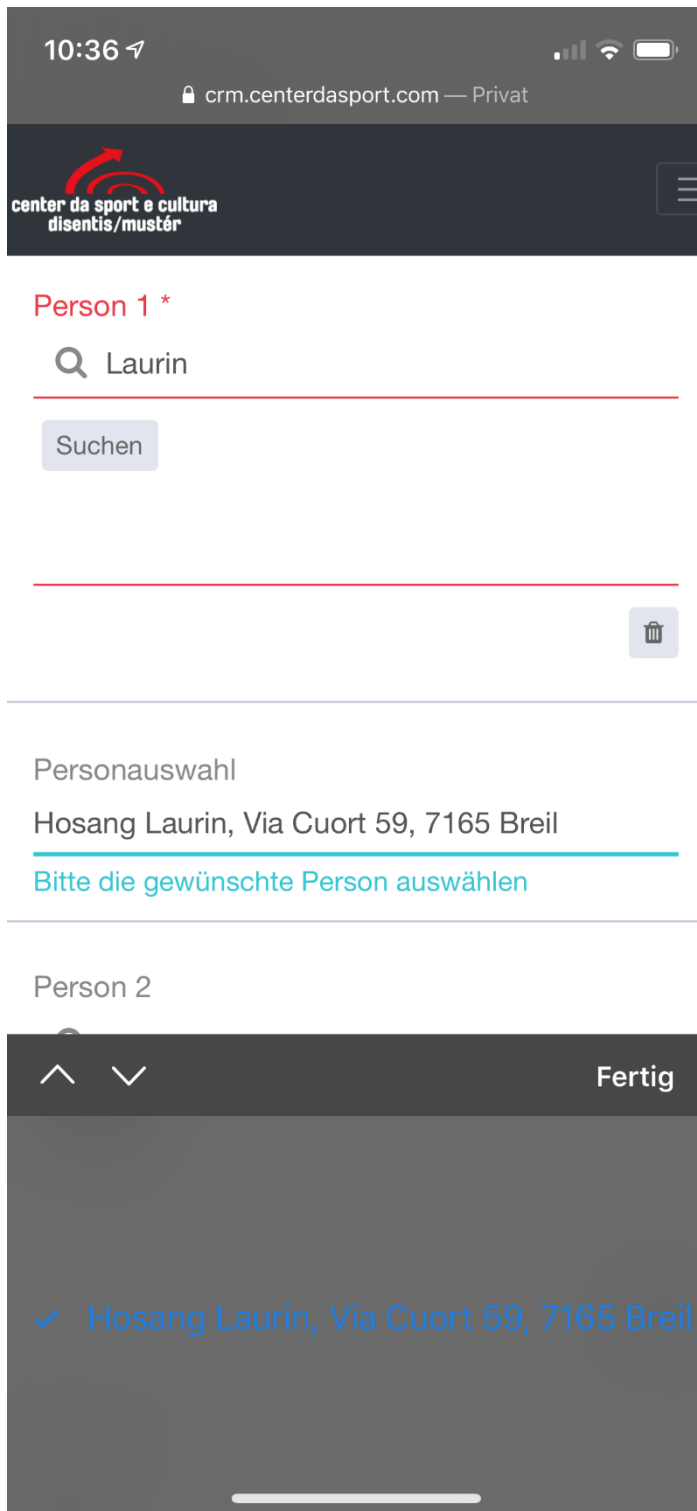 10:36
crm.centerdasport.com — Privat
center da sport e cultura
disentis/mustér
Person 1 *
Laurin
Suchen
Personauswahl
Hosang Laurin, Via Cuort 59, 7165 Breil
Bitte die gewünschte Person auswählen
Person 2
Fertig
Hosang Laurin, Via Cuort 59, 7165 Breil